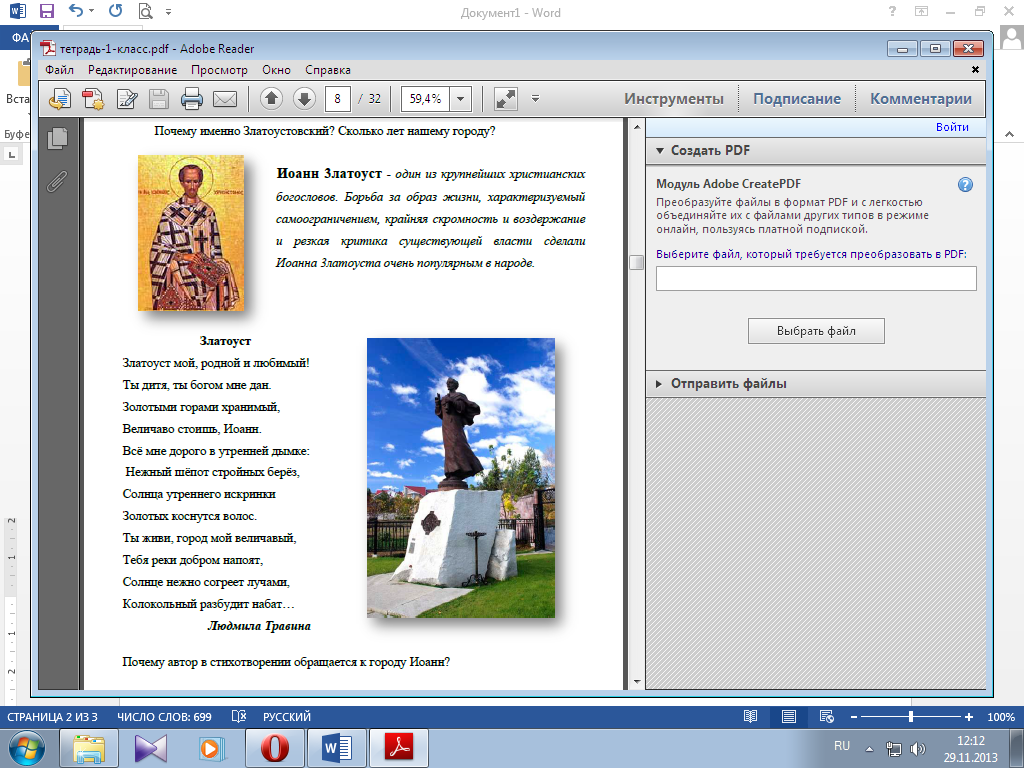 Документ1 - Word
ФА
тетрадь-1-класс.pdf - Adobe Reader
Файл Редактирование Просмотр Окно Справка
8 / 32 59,4% Инструменты Подписание Комментарии
Вста
Буфе
Войти
Создать PDF
Модуль Adobe CreatePDF
Преобразуйте файлы в формат PDF и с легкостью
объединяйте их с файлами других типов в режиме
онлайн, пользуясь платной подпиской.
Выберите файл, который требуется преобразовать в PDF:
Выбрать файл
Отправить файлы
Почему именно Златоустовский? Сколько лет нашему городу?
Иоанн Златоуст - один из крупнейших христианских
богословов. Борьба за образ жизни, характеризуемый
самоограничением, крайняя скромность и воздержание
и резкая критика существующей власти сделали
Иоанна Златоуста очень популярным в народе.
Златоуст
Златоуст мой, родной и любимый!
Ты дитя, ты богом мне дан.
Золотыми горами хранимый,
Величаво стоишь, Иоанн.
Всё мне дорого в утренней дымке:
Нежный шёпот стройных берёз,
Солнца утреннего искринки
Золотых коснутся волос.
Ты живи, город мой величавый,
Тебя реки добром напоят,
Солнце нежно согреет лучами,
Колокольный разбудит набат…
Людмила Травина
Почему автор в стихотворении обращается к городу Иоанн?
2
1
1
2
СТРАНИЦА 2 ИЗ 3 ЧИСЛО СЛОВ: 699 РУССКИЙ 100%
RU 12:12
29.11.2013